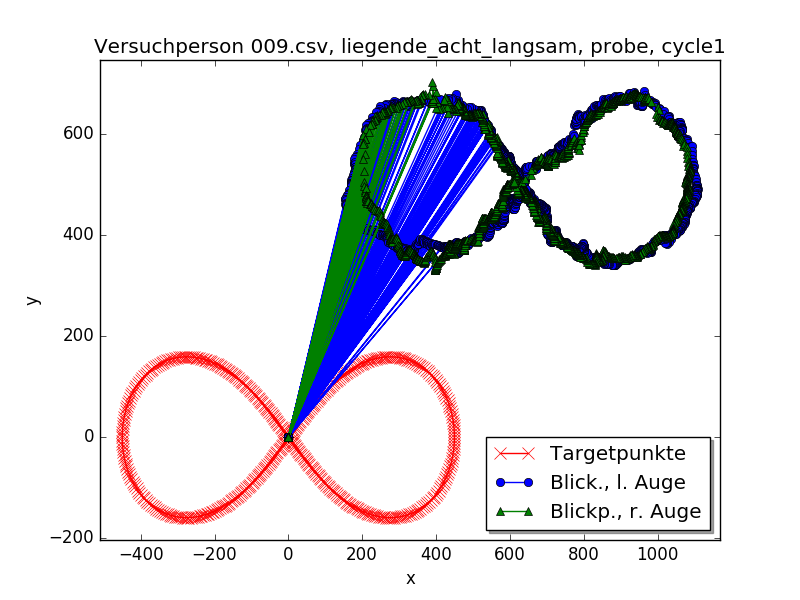 Versuchperson 009.csv, liegende_acht_langsam, probe, cycle1
y
600
400
200
0
−200
Targetpunkte
Blick., l. Auge
Blickp., r. Auge
−400 −200 0 200 400 600 800 1000
x